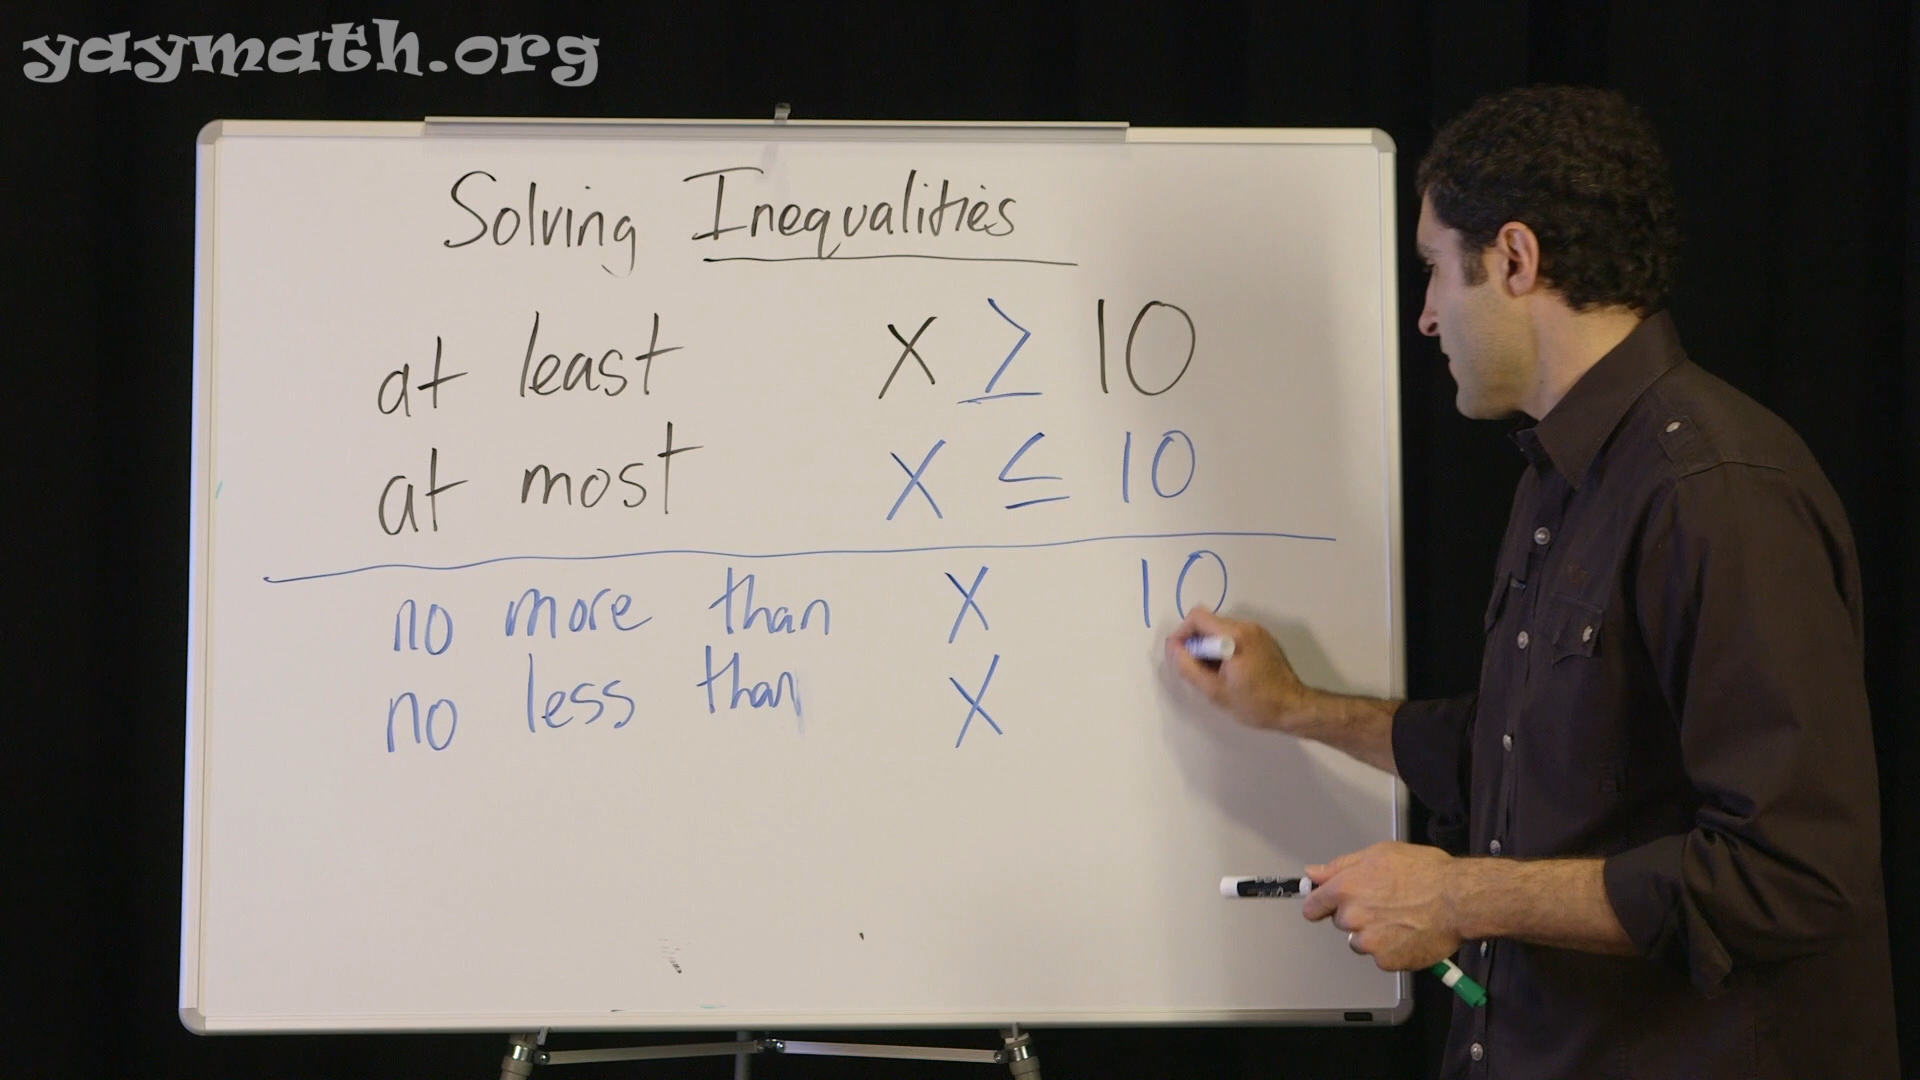 yaymath.org
Solving Inequalities
at least x ≥ 10
at most x ≤ 10
no more than x 10
no less than x